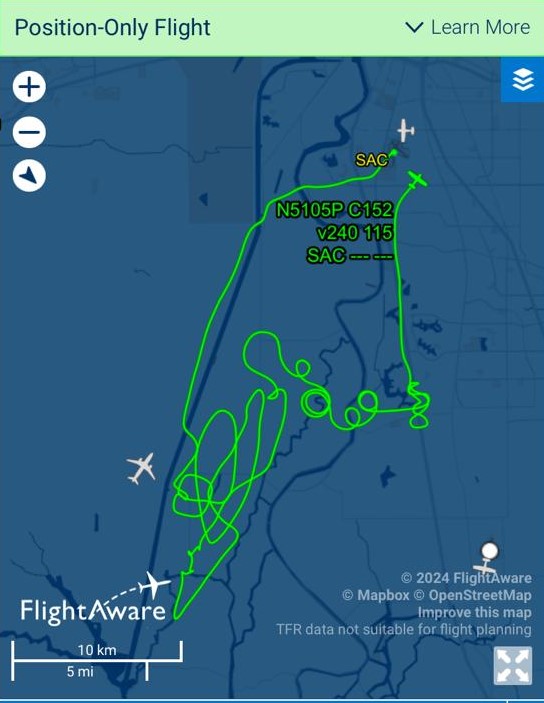 Position-Only Flight
Learn More
SAC
N5105P C152
v240 115
SAC --- ---
© 2024 FlightAware
© Mapbox © OpenStreetMap
Improve this map
TFR data not suitable for flight planning
FlightAware
10 km
5 mi